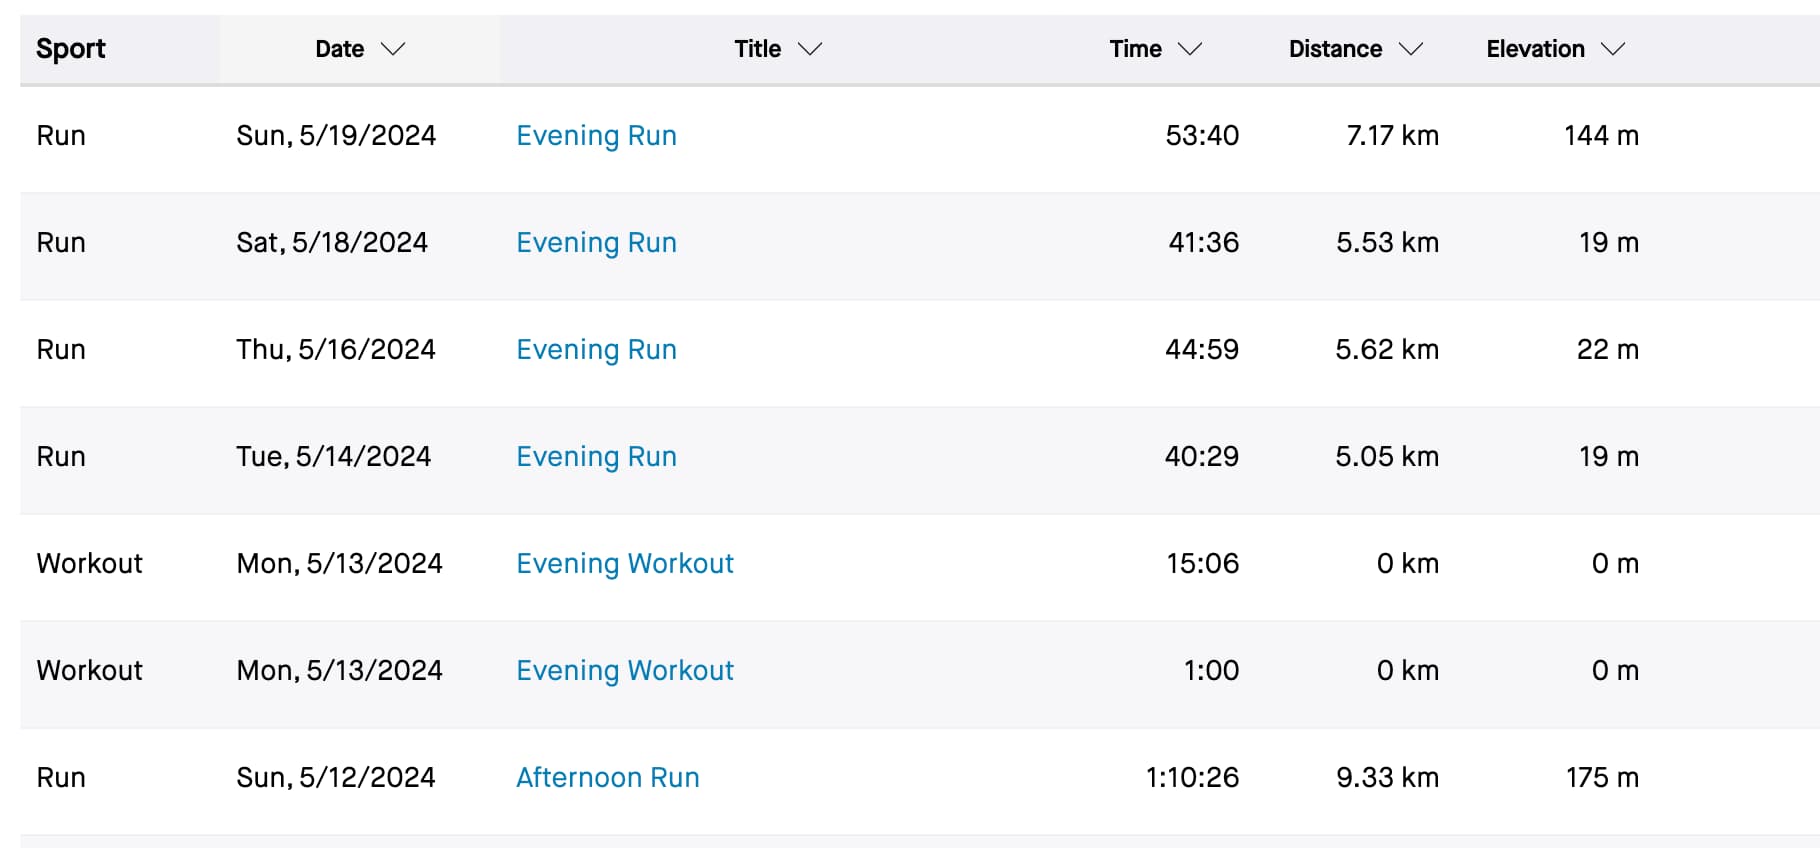 Sport Date Title Time Distance Elevation
Run Sun, 5/19/2024 Evening Run 53:40 7.17 km 144 m
Run Sat, 5/18/2024 Evening Run 41:36 5.53 km 19 m
Run Thu, 5/16/2024 Evening Run 44:59 5.62 km 22 m
Run Tue, 5/14/2024 Evening Run 40:29 5.05 km 19 m
Workout Mon, 5/13/2024 Evening Workout 15:06 0 km 0 m
Workout Mon, 5/13/2024 Evening Workout 1:00 0 km 0 m
Run Sun, 5/12/2024 Afternoon Run 1:10:26 9.33 km 175 m